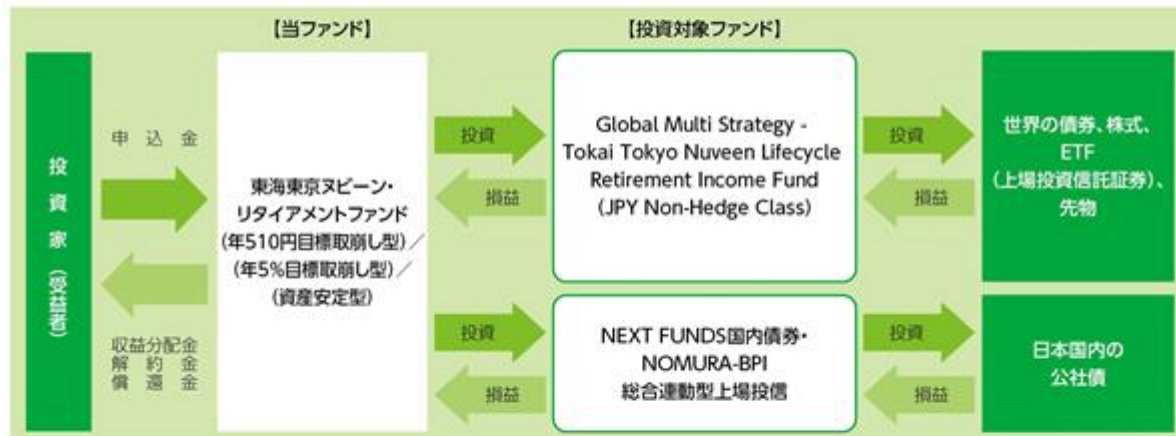 【当ファンド】
【投資対象ファンド】
投資家(受益者)
申込金
収益分配金
解約金
償還金
東海東京ヌビーン・
リタイアメントファンド
(年510円目標取崩し型)/
(年5%目標取崩し型)/
(資産安定型)
投資
損益
Global Multi Strategy -
Tokai Tokyo Nuveen Lifecycle
Retirement Income Fund
(JPY Non-Hedge Class)
投資
損益
世界の債券、株式、
ETF
(上場投資信託証券)、
先物
投資
損益
NEXT FUNDS国内債券・
NOMURA-BPI
総合連動型上場投信
投資
損益
日本国内の
公社債